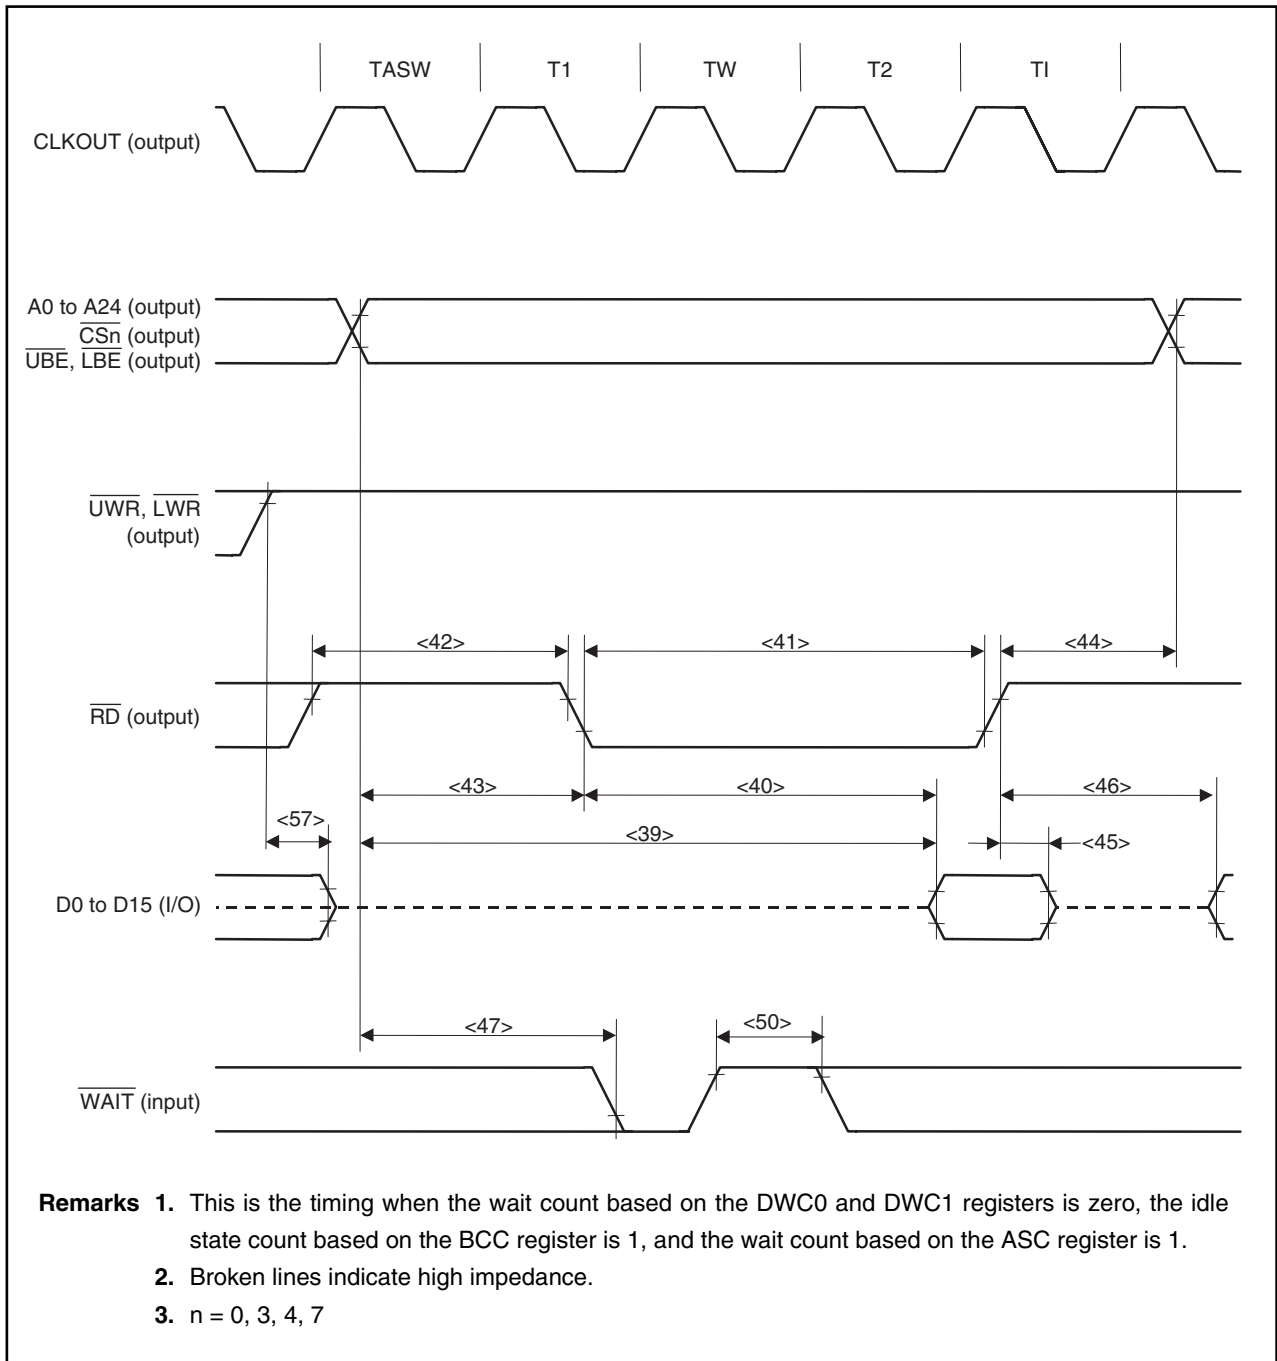 TASW T1 TW T2 TI
CLKOUT (output)
A0 to A24 (output)
CSn (output)
UBE, LBE (output)
UWR, LWR
(output)
<42> <41> <44>
RD (output)
<43> <40> <46>
<57> <39> <45>
D0 to D15 (I/O)
<47> <50>
WAIT (input)
Remarks 1. This is the timing when the wait count based on the DWC0 and DWC1 registers is zero, the idle
state count based on the BCC register is 1, and the wait count based on the ASC register is 1.
2. Broken lines indicate high impedance.
3. n = 0, 3, 4, 7